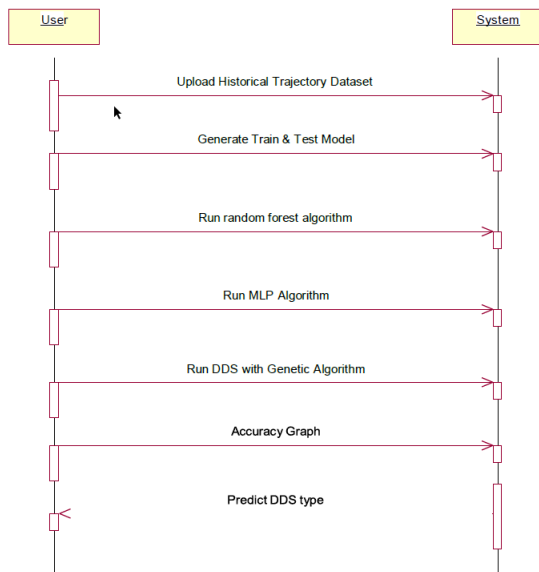 User
System
Upload Historical Trajectory Dataset
Generate Train & Test Model
Run random forest algorithm
Run MLP Algorithm
Run DDS with Genetic Algorithm
Accuracy Graph
Predict DDS type